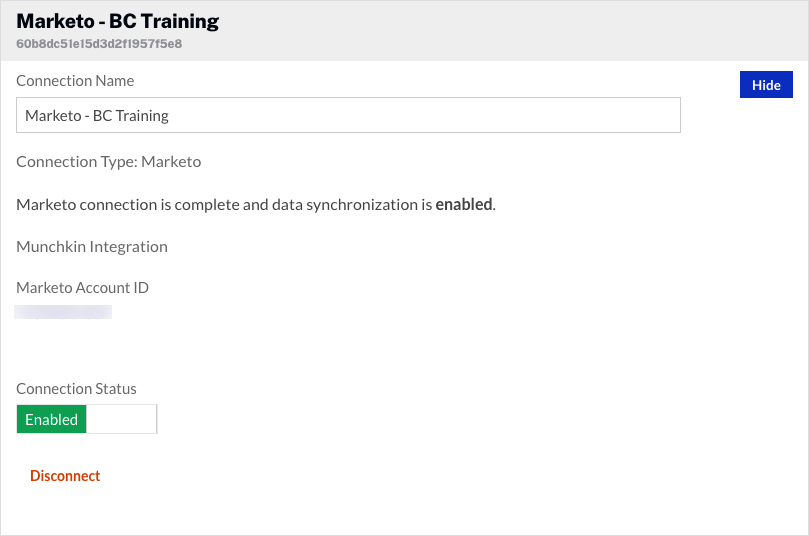 Marketo - BC Training
60b8dc51e15d3d2f1957f5e8
Connection Name
Hide
Marketo - BC Training
Connection Type: Marketo
Marketo connection is complete and data synchronization is enabled.
Munchkin Integration
Marketo Account ID
Connection Status
Enabled
Disconnect